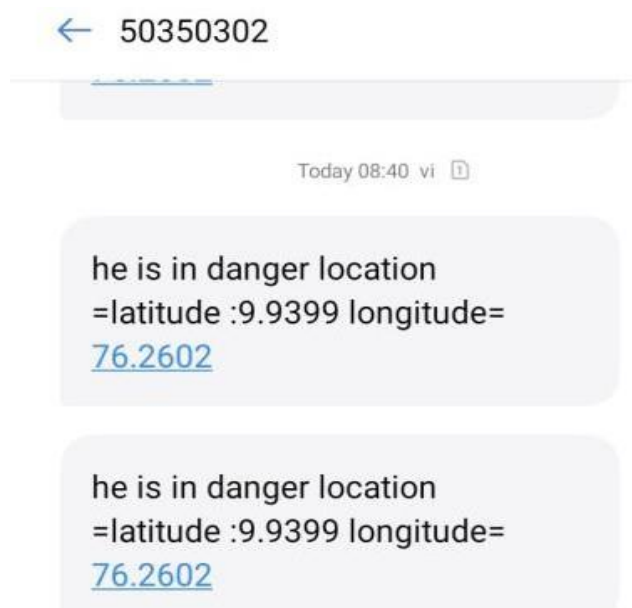 50350302
Today 08:40 vi 1
he is in danger location
=latitude :9.9399 longitude=
76.2602
he is in danger location
=latitude :9.9399 longitude=
76.2602